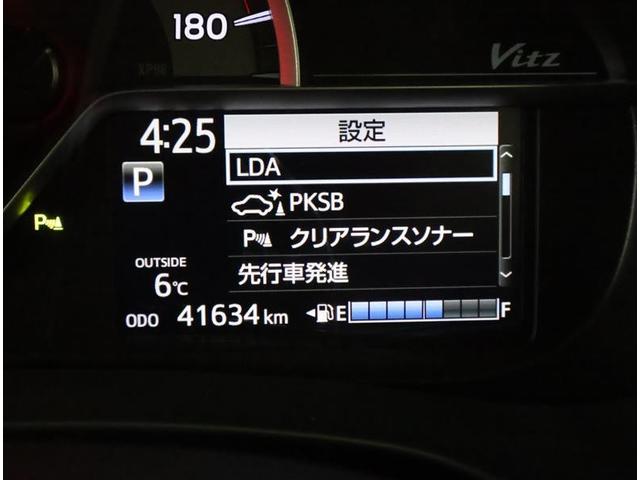 180
Vitz
4:25
設定
LDA
P
PKSB
P
クリアランスソナー
P
OUTSIDE
6℃
先行車発進
ODO 41634 km
E F